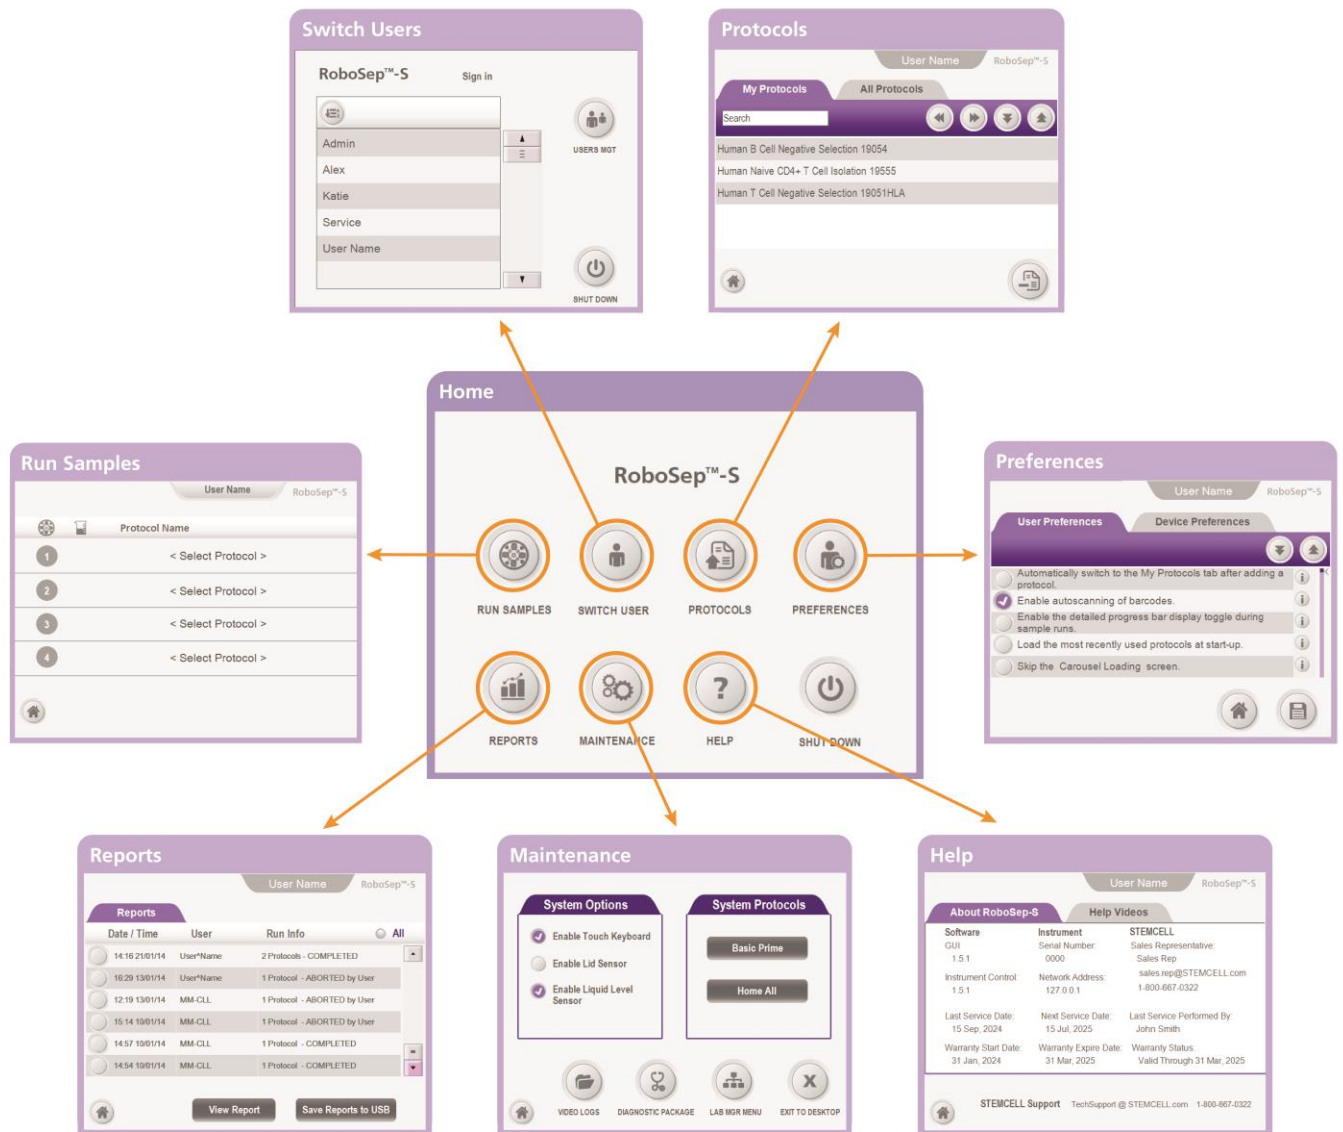 Switch Users
RoboSep™-S
Sign in
Admin
Alex
Katie
Service
User Name
USERS MGT
SHUT DOWN
Protocols
User Name
RoboSep™-S
My Protocols
All Protocols
Search
Human B Cell Negative Selection 19054
Human Naive CD4+ T Cell Isolation 19555
Human T Cell Negative Selection 19051HLA
Home
RoboSep™-S
RUN SAMPLES
SWITCH USER
PROTOCOLS
PREFERENCES
REPORTS
MAINTENANCE
HELP
SHUT DOWN
Run Samples
User Name
RoboSep™-S
Protocol Name
1
< Select Protocol >
2
< Select Protocol >
3
< Select Protocol >
4
< Select Protocol >
Preferences
User Name
RoboSep™-S
User Preferences
Device Preferences
Automatically switch to the My Protocols tab after adding a
protocol.
Enable autoscanning of barcodes.
Enable the detailed progress bar display toggle during
sample runs.
Load the most recently used protocols at start-up.
Skip the Carousel Loading screen.
Reports
User Name
RoboSep™-S
Reports
Date / Time User Run Info All
14:16 21/01/14 User^Name 2 Protocols - COMPLETED
16:29 13/01/14 User^Name 1 Protocol - ABORTED by User
12:19 13/01/14 MM-CLL 1 Protocol - ABORTED by User
15:14 10/01/14 MM-CLL 1 Protocol - ABORTED by User
14:57 10/01/14 MM-CLL 1 Protocol - COMPLETED
14:54 10/01/14 MM-CLL 1 Protocol - COMPLETED
View Report
Save Reports to USB
Maintenance
System Options
Enable Touch Keyboard
Enable Lid Sensor
Enable Liquid Level
Sensor
System Protocols
Basic Prime
Home All
VIDEO LOGS
DIAGNOSTIC PACKAGE
LAB MGR MENU
EXIT TO DESKTOP
Help
User Name
RoboSep™-S
About RoboSep-S
Help Videos
Software Instrument STEMCELL
GUI Serial Number: Sales Representative:
1.5.1 0000 Sales Rep
sales.rep@STEMCELL.com
Instrument Control: Network Address:
1.5.1 127.0.0.1 1-800-667-0322
Last Service Date: Next Service Date: Last Service Performed By:
15 Sep, 2024 15 Jul, 2025 John Smith
Warranty Start Date: Warranty Expire Date: Warranty Status:
31 Jan, 2024 31 Mar, 2025 Valid Through 31 Mar, 2025
STEMCELL Support TechSupport @ STEMCELL.com 1-800-667-0322